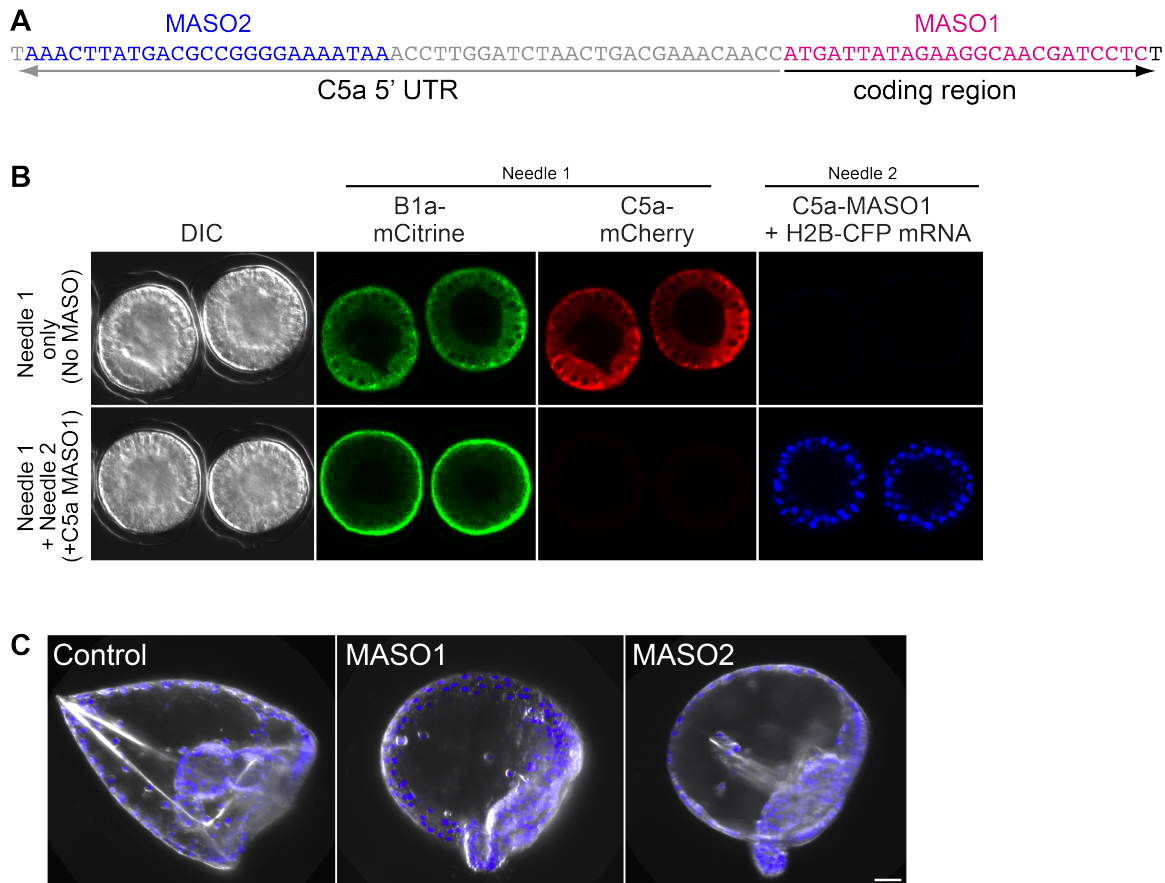 A
MASO2 MASO1
TAAACTTATGACGCCGGGGAAAATAAACCTTGGATCTAACTGACGAAACAACCATGATTATAGAAGGCAACGATCCTCT
C5a 5’ UTR coding region
B
Needle 1 Needle 2
DIC
B1a-
mCitrine
C5a-
mCherry
C5a-MASO1
+ H2B-CFP mRNA
Needle 1
only
(No MASO)
Needle 1
+ Needle 2
(+C5a MASO1)
C
Control MASO1 MASO2